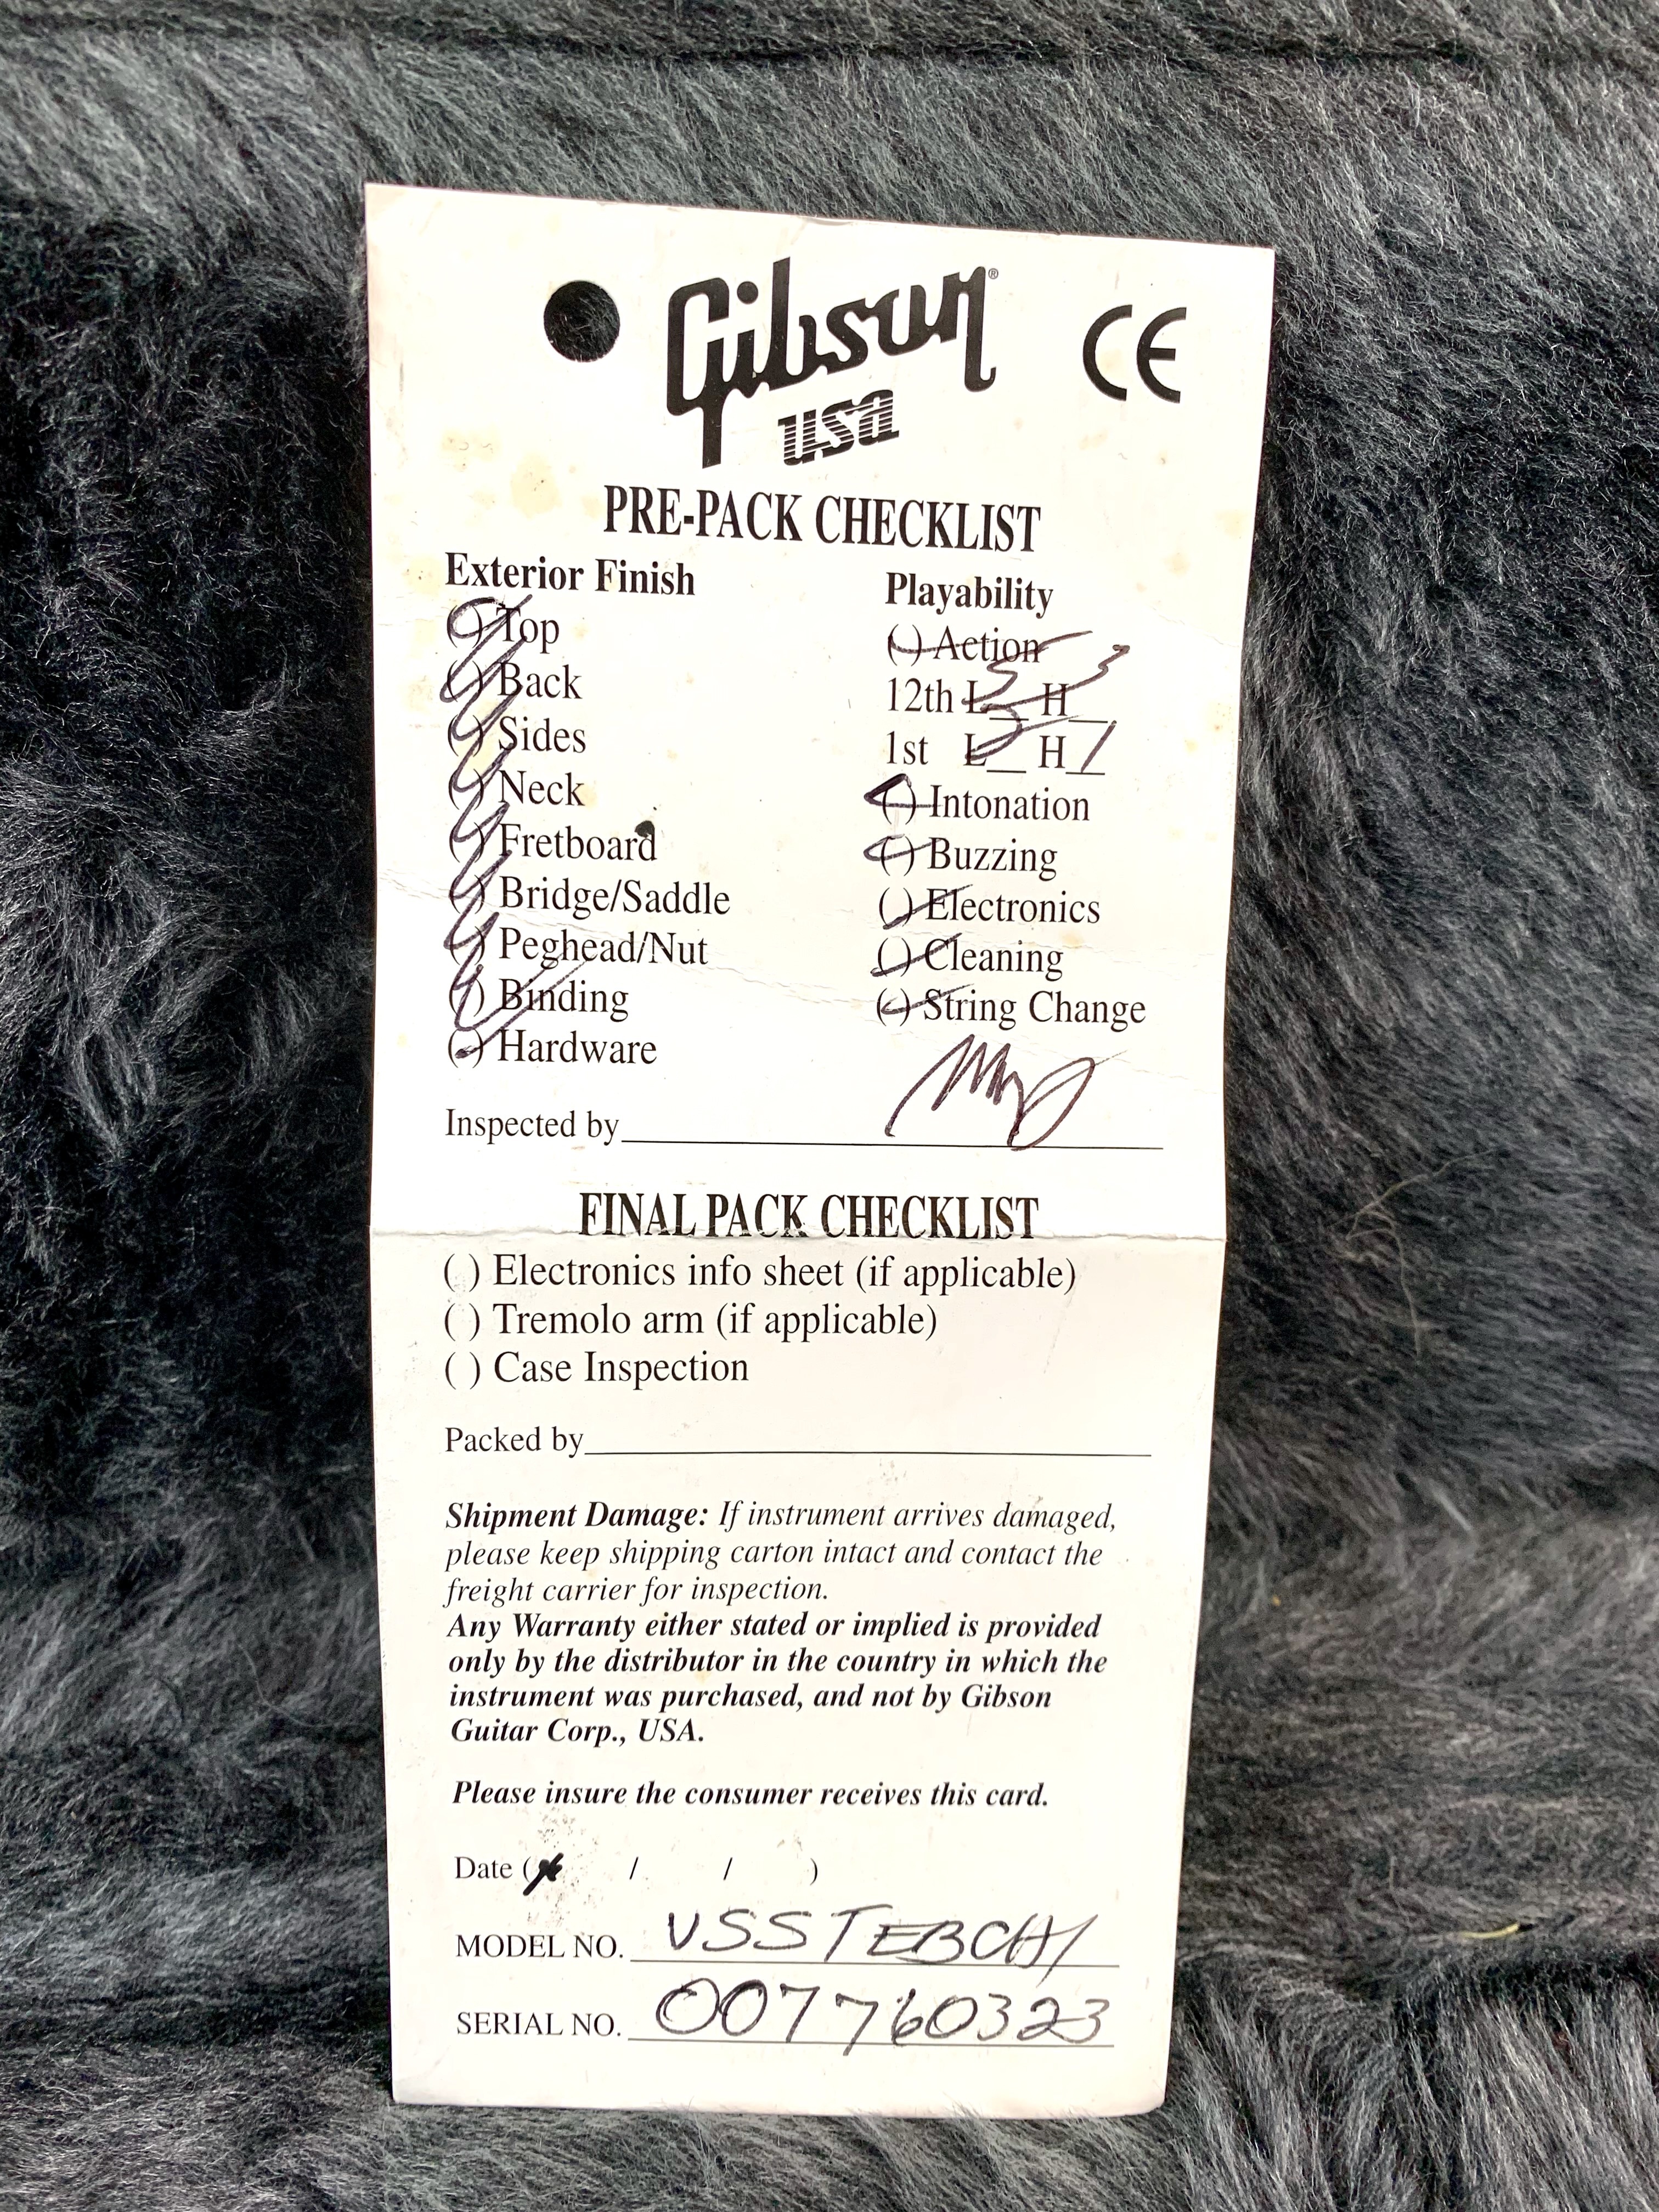 Gibson®
USA
CE
PRE-PACK CHECKLIST
Exterior Finish
( ) Top
( ) Back
( ) Sides
( ) Neck
( ) Fretboard
( ) Bridge/Saddle
( ) Peghead/Nut
( ) Binding
( ) Hardware
Playability
( ) Action
12th L 5 H 3
1st L 2 H 1
( ) Intonation
( ) Buzzing
( ) Electronics
( ) Cleaning
( ) String Change
Inspected by
FINAL PACK CHECKLIST
( ) Electronics info sheet (if applicable)
( ) Tremolo arm (if applicable)
( ) Case Inspection
Packed by
Shipment Damage: If instrument arrives damaged,
please keep shipping carton intact and contact the
freight carrier for inspection.
Any Warranty either stated or implied is provided
only by the distributor in the country in which the
instrument was purchased, and not by Gibson
Guitar Corp., USA.
Please insure the consumer receives this card.
Date ( / / )
MODEL NO. VSSTEBCH1
SERIAL NO. 007760323